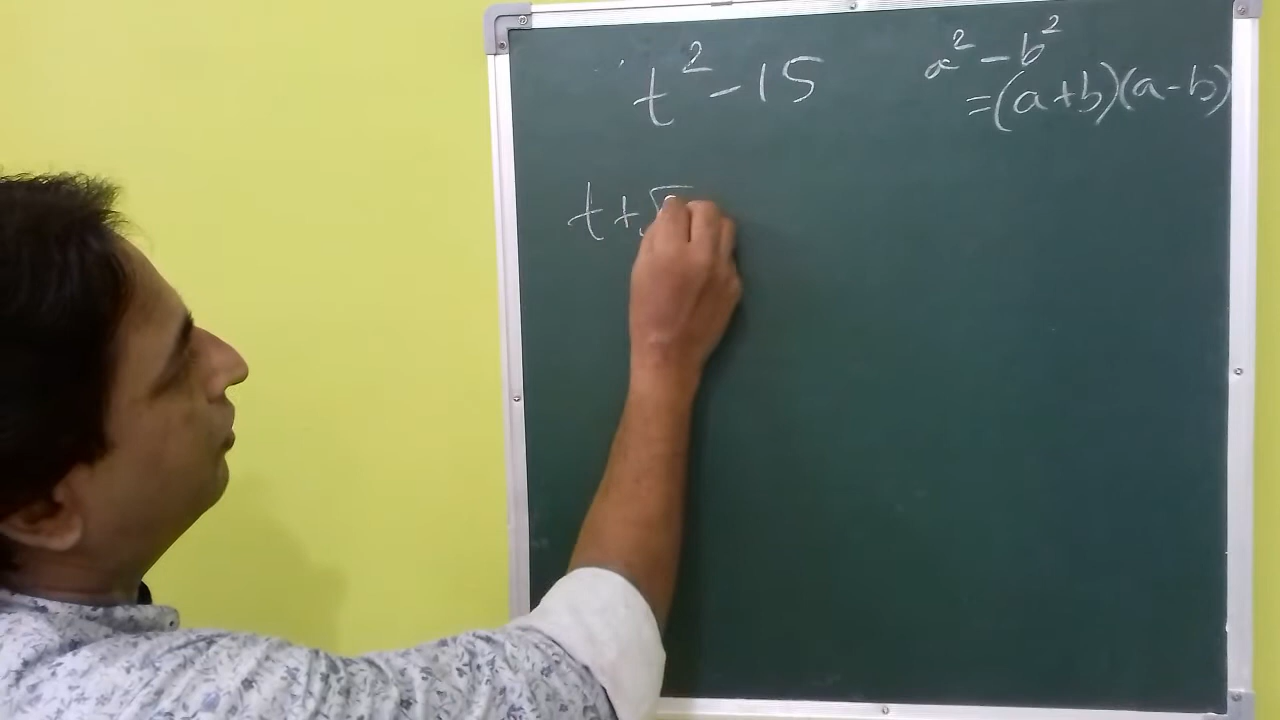 t² - 15
a² - b²
= (a+b)(a-b)
t + √